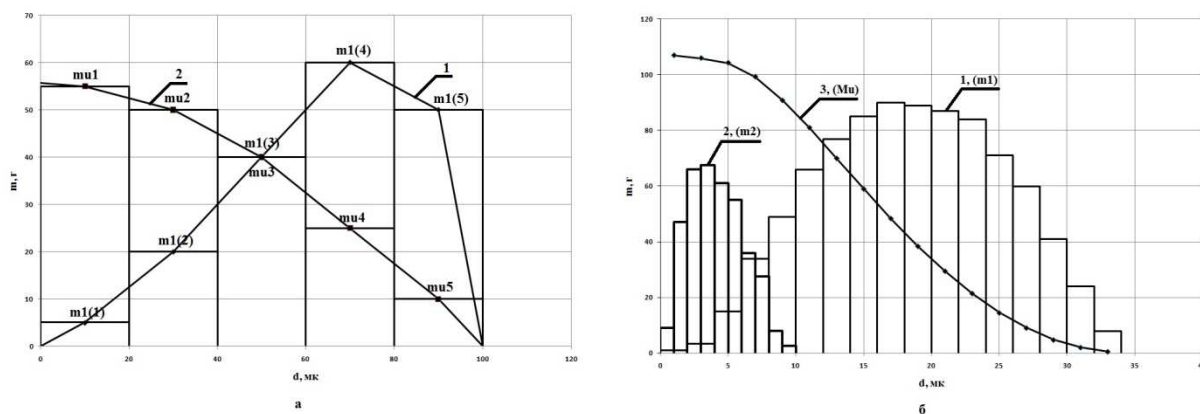 70
60
50
40
30
20
10
0
m, г
mu1
2
mu2
m1(3)
mu3
m1(4)
1
m1(5)
m1(2)
mu4
m1(1)
mu5
0 20 40 60 80 100 120
d, мк
а
120
100
80
60
40
20
0
m, г
3, (Mu)
1, (m1)
2, (m2)
0 5 10 15 20 25 30 35 40
d, мк
б